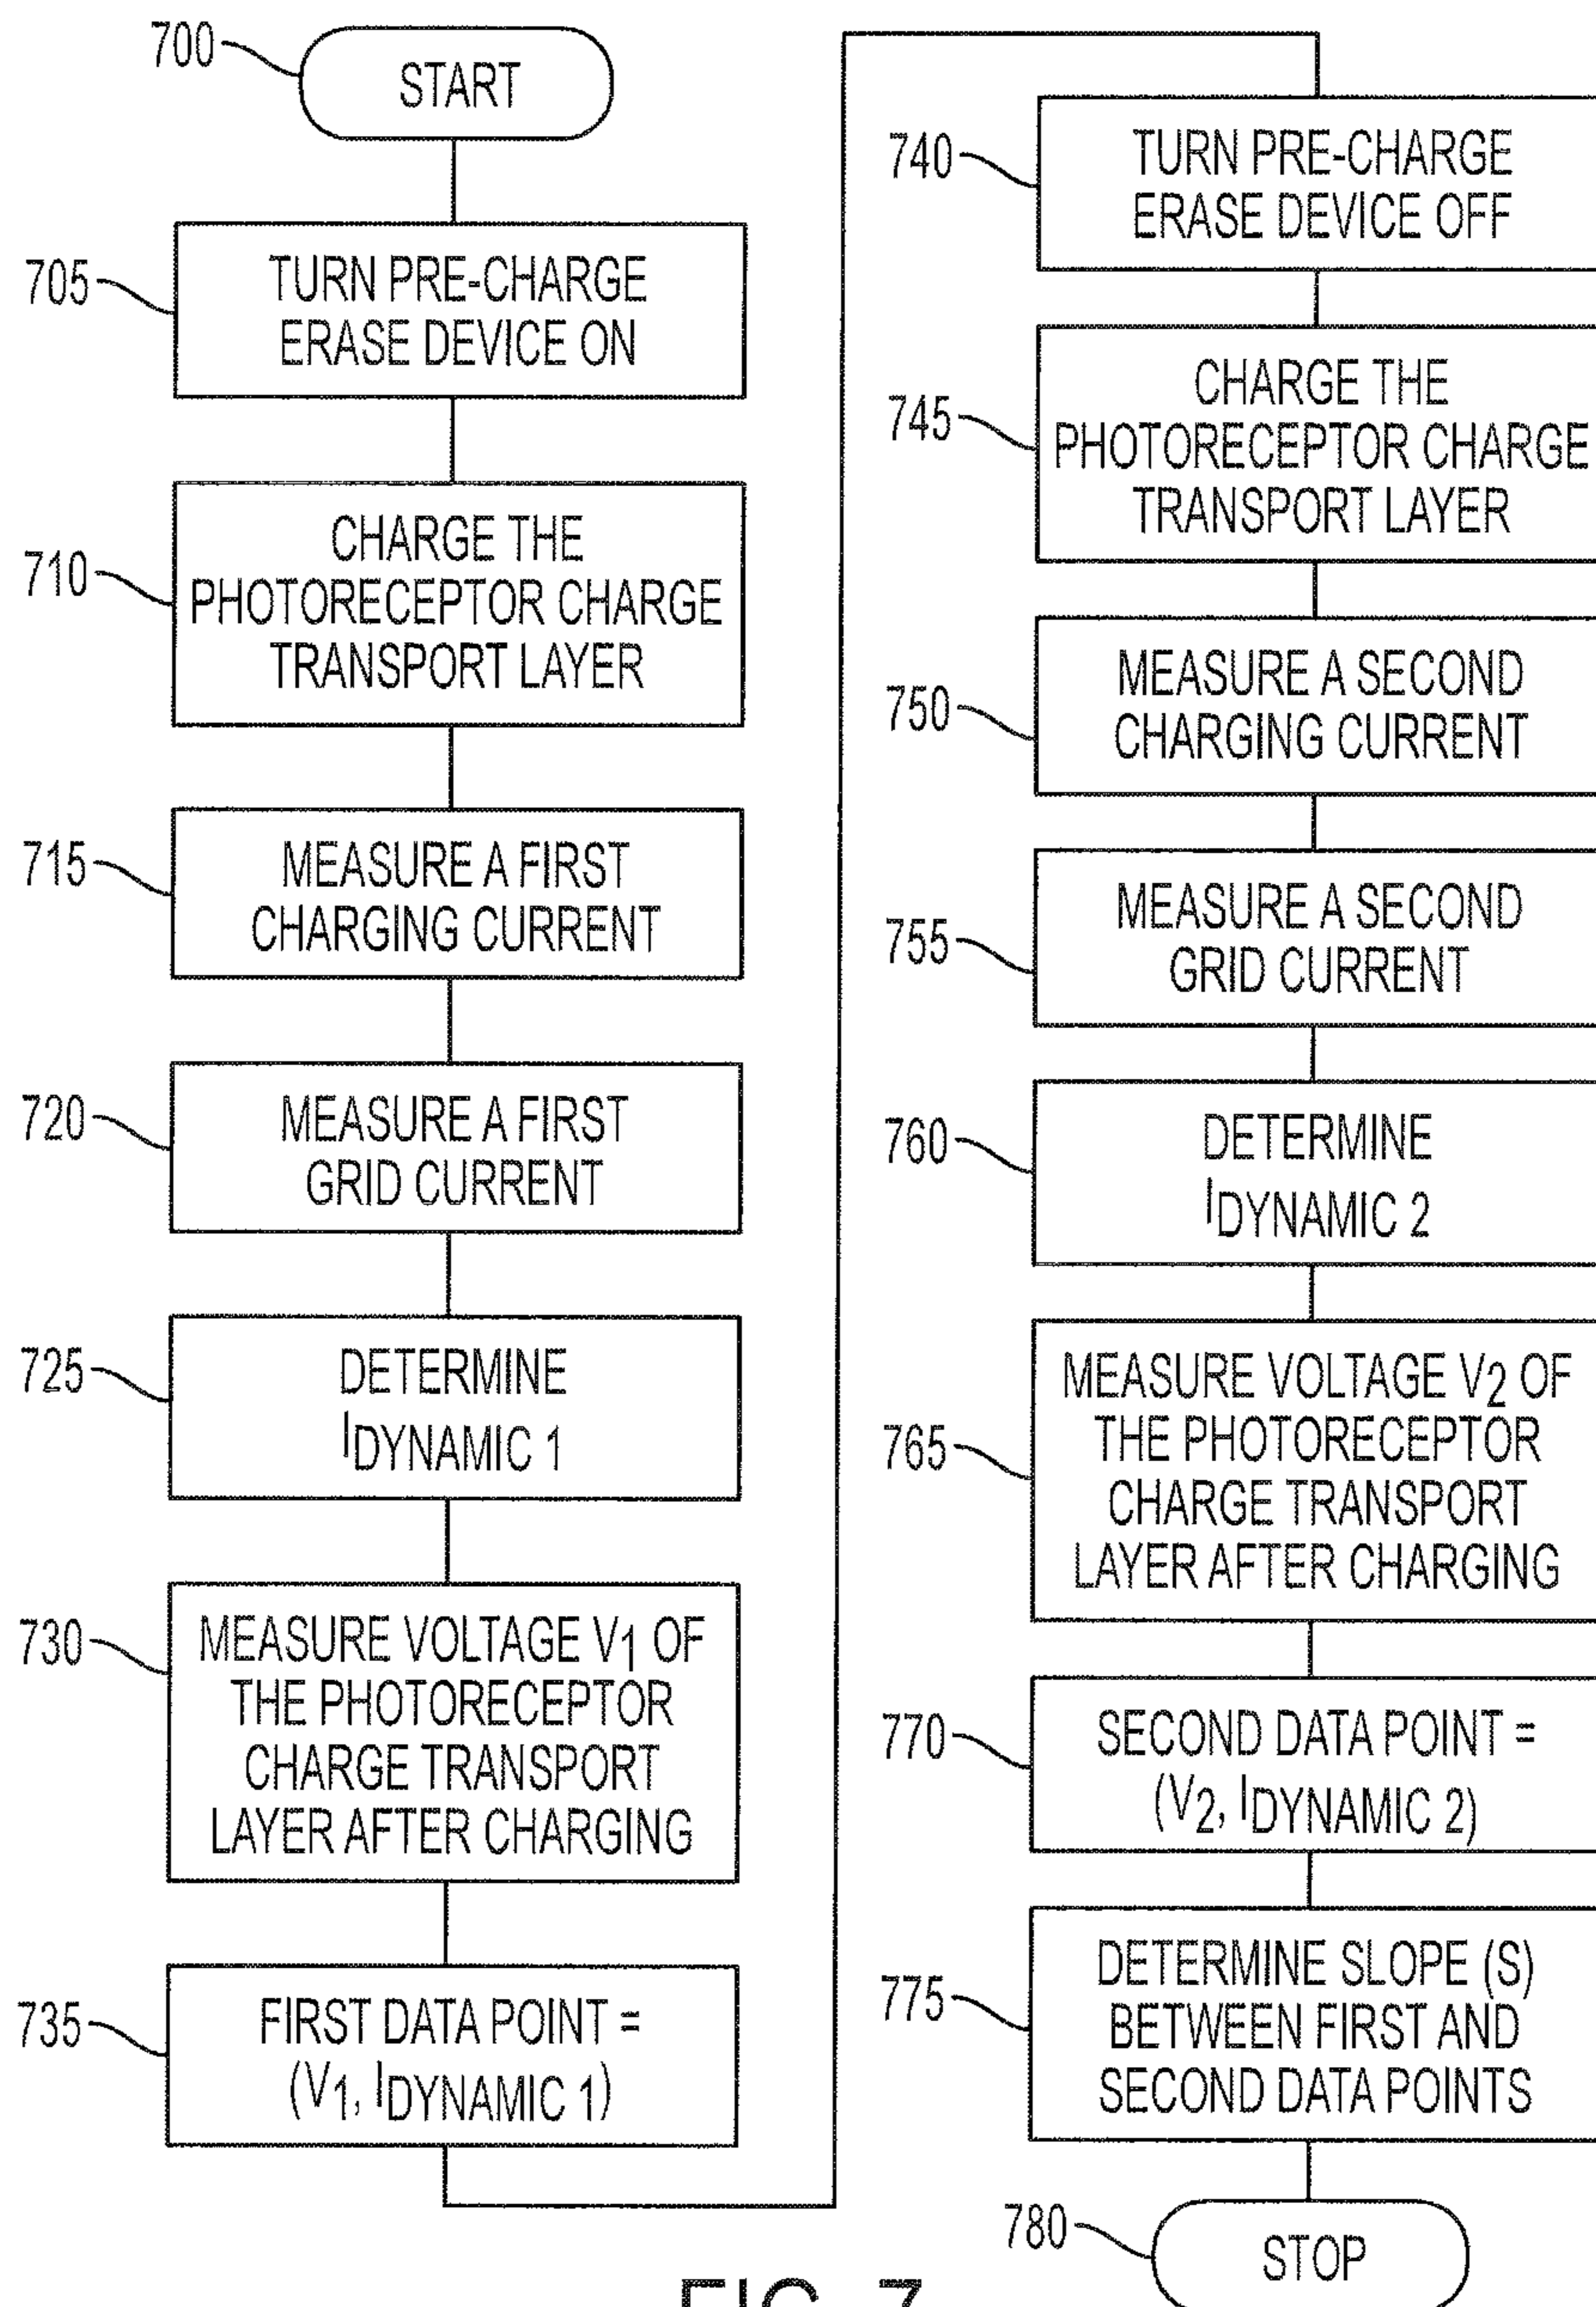 700
START
705
TURN PRE-CHARGE
ERASE DEVICE ON
710
CHARGE THE
PHOTORECEPTOR CHARGE
TRANSPORT LAYER
715
MEASURE A FIRST
CHARGING CURRENT
720
MEASURE A FIRST
GRID CURRENT
725
DETERMINE
IDYNAMIC 1
730
MEASURE VOLTAGE V1 OF
THE PHOTORECEPTOR
CHARGE TRANSPORT
LAYER AFTER CHARGING
735
FIRST DATA POINT =
(V1, IDYNAMIC 1)
740
TURN PRE-CHARGE
ERASE DEVICE OFF
745
CHARGE THE
PHOTORECEPTOR CHARGE
TRANSPORT LAYER
750
MEASURE A SECOND
CHARGING CURRENT
755
MEASURE A SECOND
GRID CURRENT
760
DETERMINE
IDYNAMIC 2
765
MEASURE VOLTAGE V2 OF
THE PHOTORECEPTOR
CHARGE TRANSPORT
LAYER AFTER CHARGING
770
SECOND DATA POINT =
(V2, IDYNAMIC 2)
775
DETERMINE SLOPE (S)
BETWEEN FIRST AND
SECOND DATA POINTS
780
STOP
FIG. 7